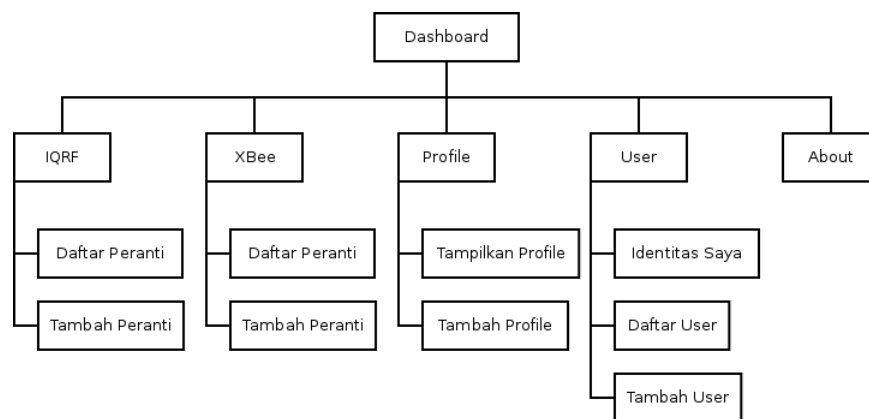 Dashboard
IQRF
XBee
Profile
User
About
Daftar Peranti
Daftar Peranti
Tampilkan Profile
Identitas Saya
Tambah Peranti
Tambah Peranti
Tambah Profile
Daftar User
Tambah User